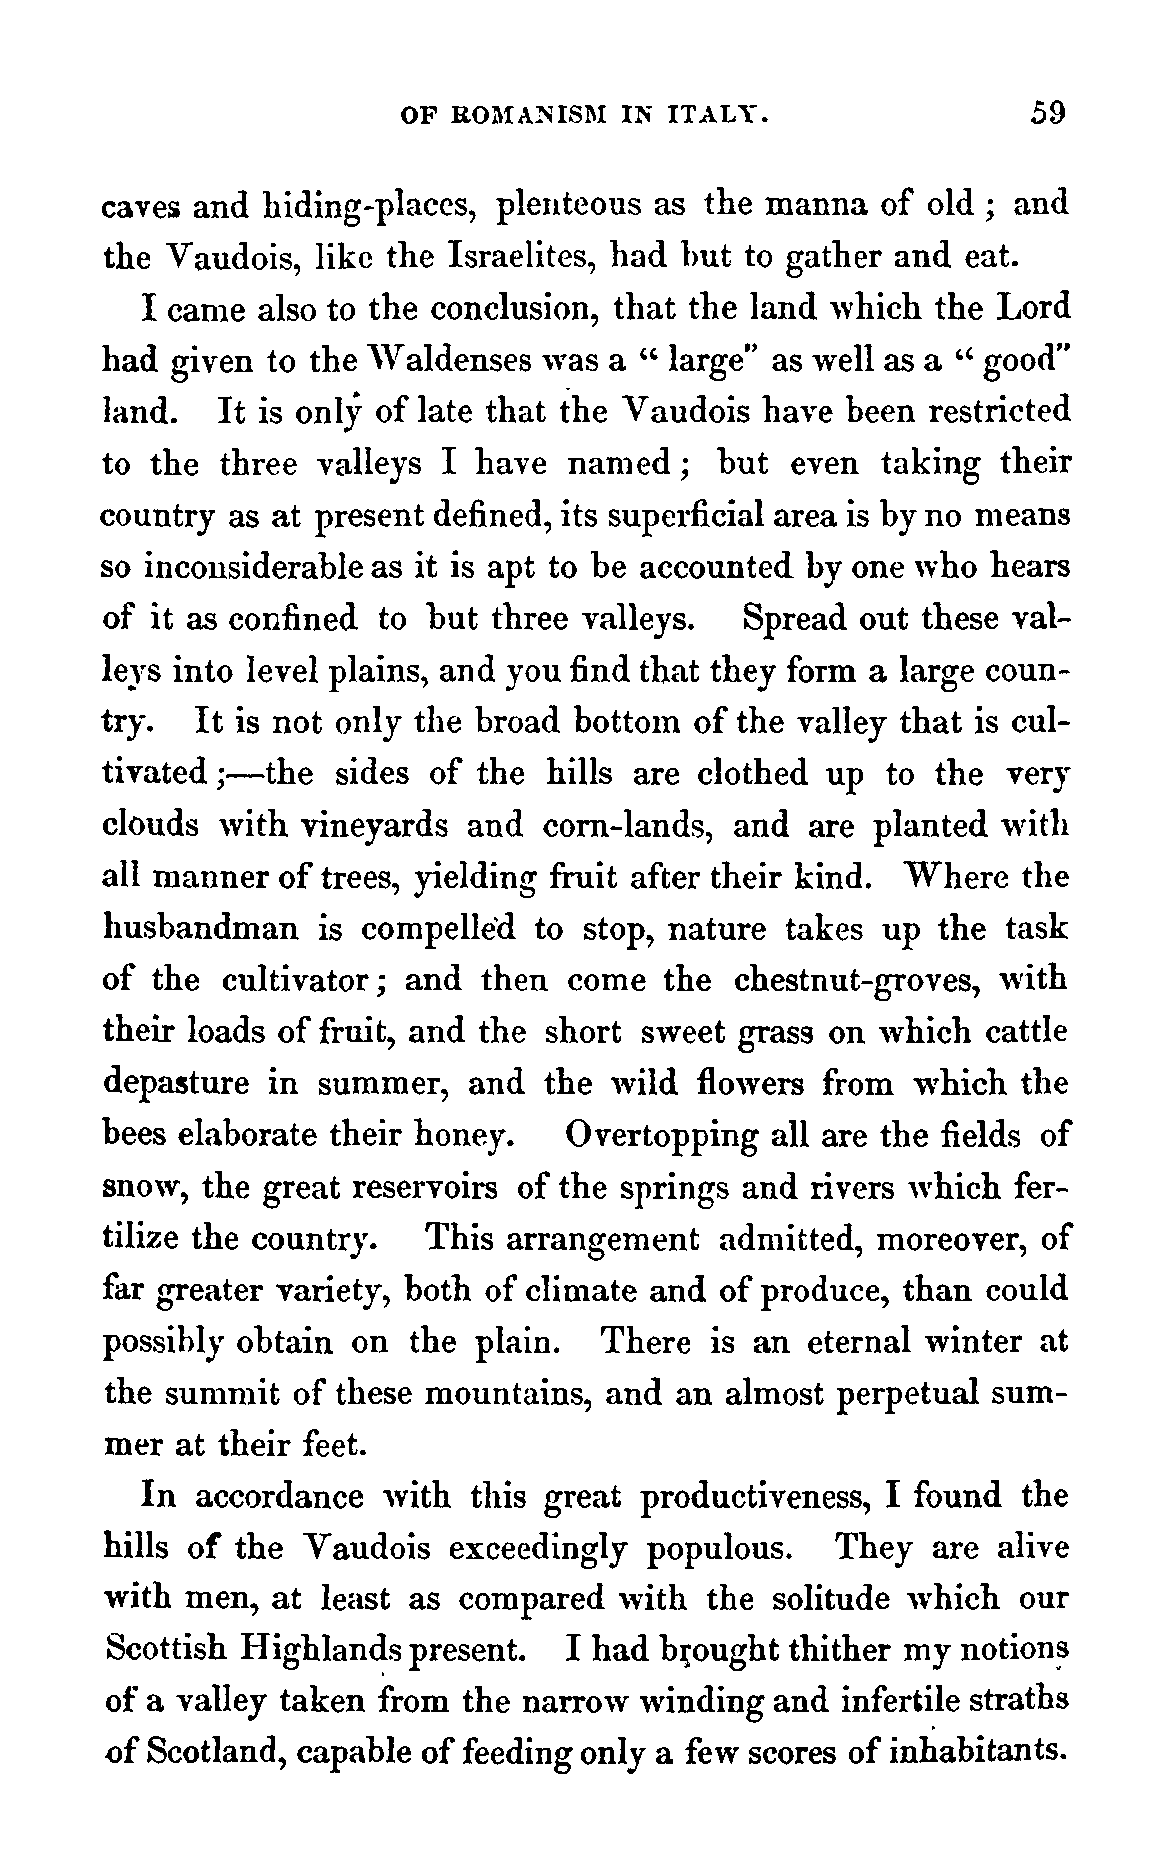 OF ROMANISM IN ITALY. 59
caves and hiding-places, plenteous as the manna of old ; and
the Vaudois, like the Israelites, had but to gather and eat.
I came also to the conclusion, that the land which the Lord
had given to the Waldenses was a “ large” as well as a “ good”
land. It is only of late that the Vaudois have been restricted
to the three valleys I have named ; but even taking their
country as at present defined, its superficial area is by no means
so inconsiderable as it is apt to be accounted by one who hears
of it as confined to but three valleys. Spread out these val-
leys into level plains, and you find that they form a large coun-
try. It is not only the broad bottom of the valley that is cul-
tivated ;—the sides of the hills are clothed up to the very
clouds with vineyards and corn-lands, and are planted with
all manner of trees, yielding fruit after their kind. Where the
husbandman is compelled to stop, nature takes up the task
of the cultivator ; and then come the chestnut-groves, with
their loads of fruit, and the short sweet grass on which cattle
depasture in summer, and the wild flowers from which the
bees elaborate their honey. Overtopping all are the fields of
snow, the great reservoirs of the springs and rivers which fer-
tilize the country. This arrangement admitted, moreover, of
far greater variety, both of climate and of produce, than could
possibly obtain on the plain. There is an eternal winter at
the summit of these mountains, and an almost perpetual sum-
mer at their feet.
In accordance with this great productiveness, I found the
hills of the Vaudois exceedingly populous. They are alive
with men, at least as compared with the solitude which our
Scottish Highlands present. I had brought thither my notions
of a valley taken from the narrow winding and infertile straths
of Scotland, capable of feeding only a few scores of inhabitants.